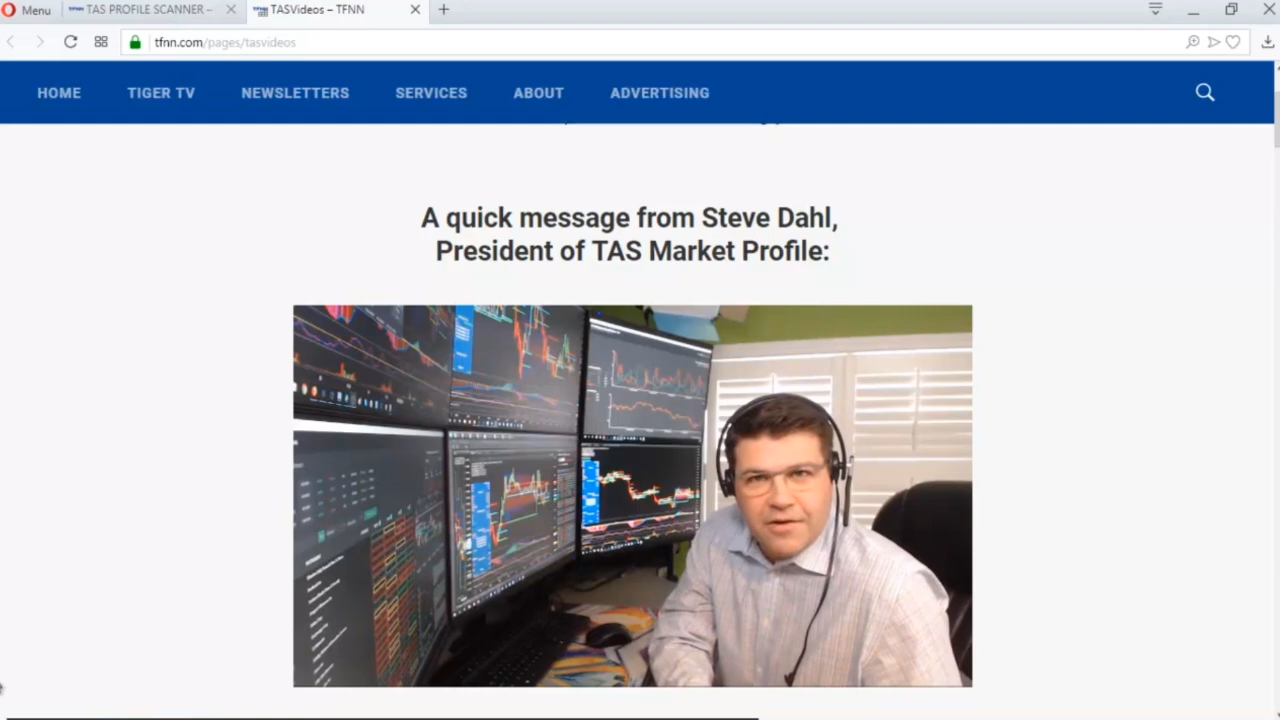 Menu
TAS PROFILE SCANNER –
TASVideos – TFNN
tfnn.com/pages/tasvideos
HOME
TIGER TV
NEWSLETTERS
SERVICES
ABOUT
ADVERTISING
A quick message from Steve Dahl,
President of TAS Market Profile: